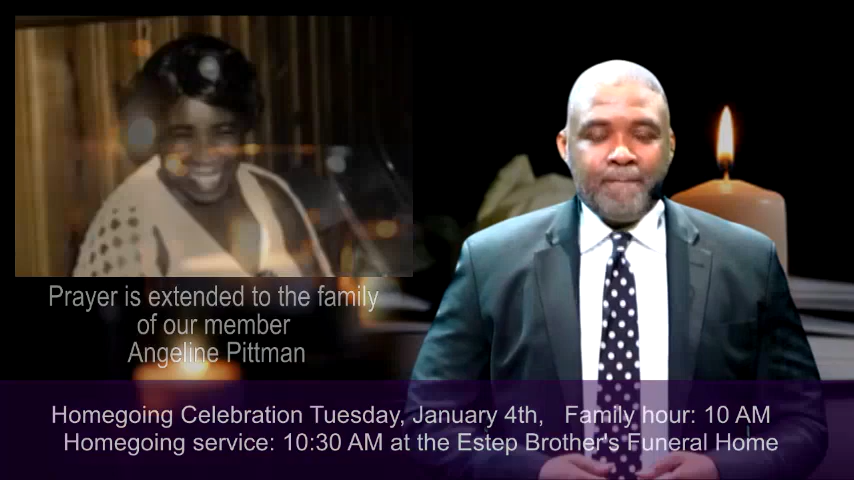 Prayer is extended to the family
of our member
Angeline Pittman
Homegoing Celebration Tuesday, January 4th, Family hour: 10 AM
Homegoing service: 10:30 AM at the Estep Brother's Funeral Home